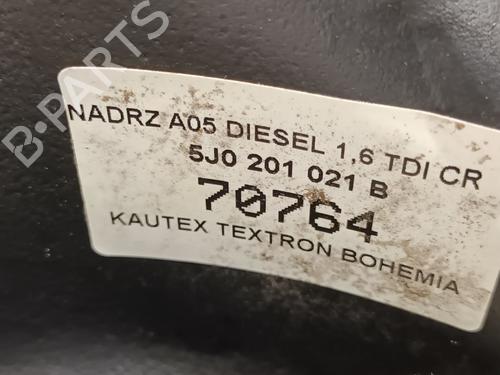 B-PARTS
NADRZ A05 DIESEL 1,6 TDI CR
5J0 201 021 B
70764
KAUTEX TEXTRON BOHEMIA